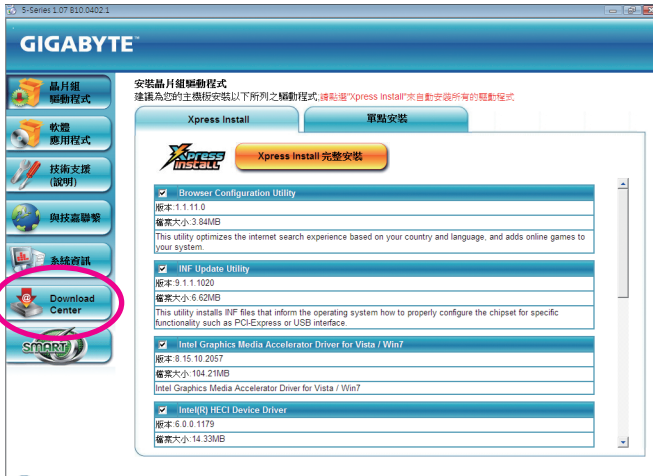 5-Series 1.07 B10.0402.1
GIGABYTE™
晶片組
驅動程式
軟體
應用程式
技術支援
(說明)
與技嘉聯繫
系統資訊
Download
Center
SMART
安裝晶片組驅動程式
建議為您的主機板安裝以下所列之驅動程式;請點選"Xpress Install"來自動安裝所有的驅動程式
Xpress Install
單點安裝
Xpress
INSTALL
Xpress Install 完整安裝
Browser Configuration Utility
版本:1.1.11.0
檔案大小:3.84MB
This utility optimizes the internet search experience based on your country and language, and adds online games to
your system.
INF Update Utility
版本:9.1.1.1020
檔案大小:6.62MB
This utility installs INF files that inform the operating system how to properly configure the chipset for specific
functionality such as PCI-Express or USB interface.
Intel Graphics Media Accelerator Driver for Vista / Win7
版本:8.15.10.2057
檔案大小:104.21MB
Intel Graphics Media Accelerator Driver for Vista / Win7
Intel(R) HECI Device Driver
版本:6.0.0.1179
檔案大小:14.33MB